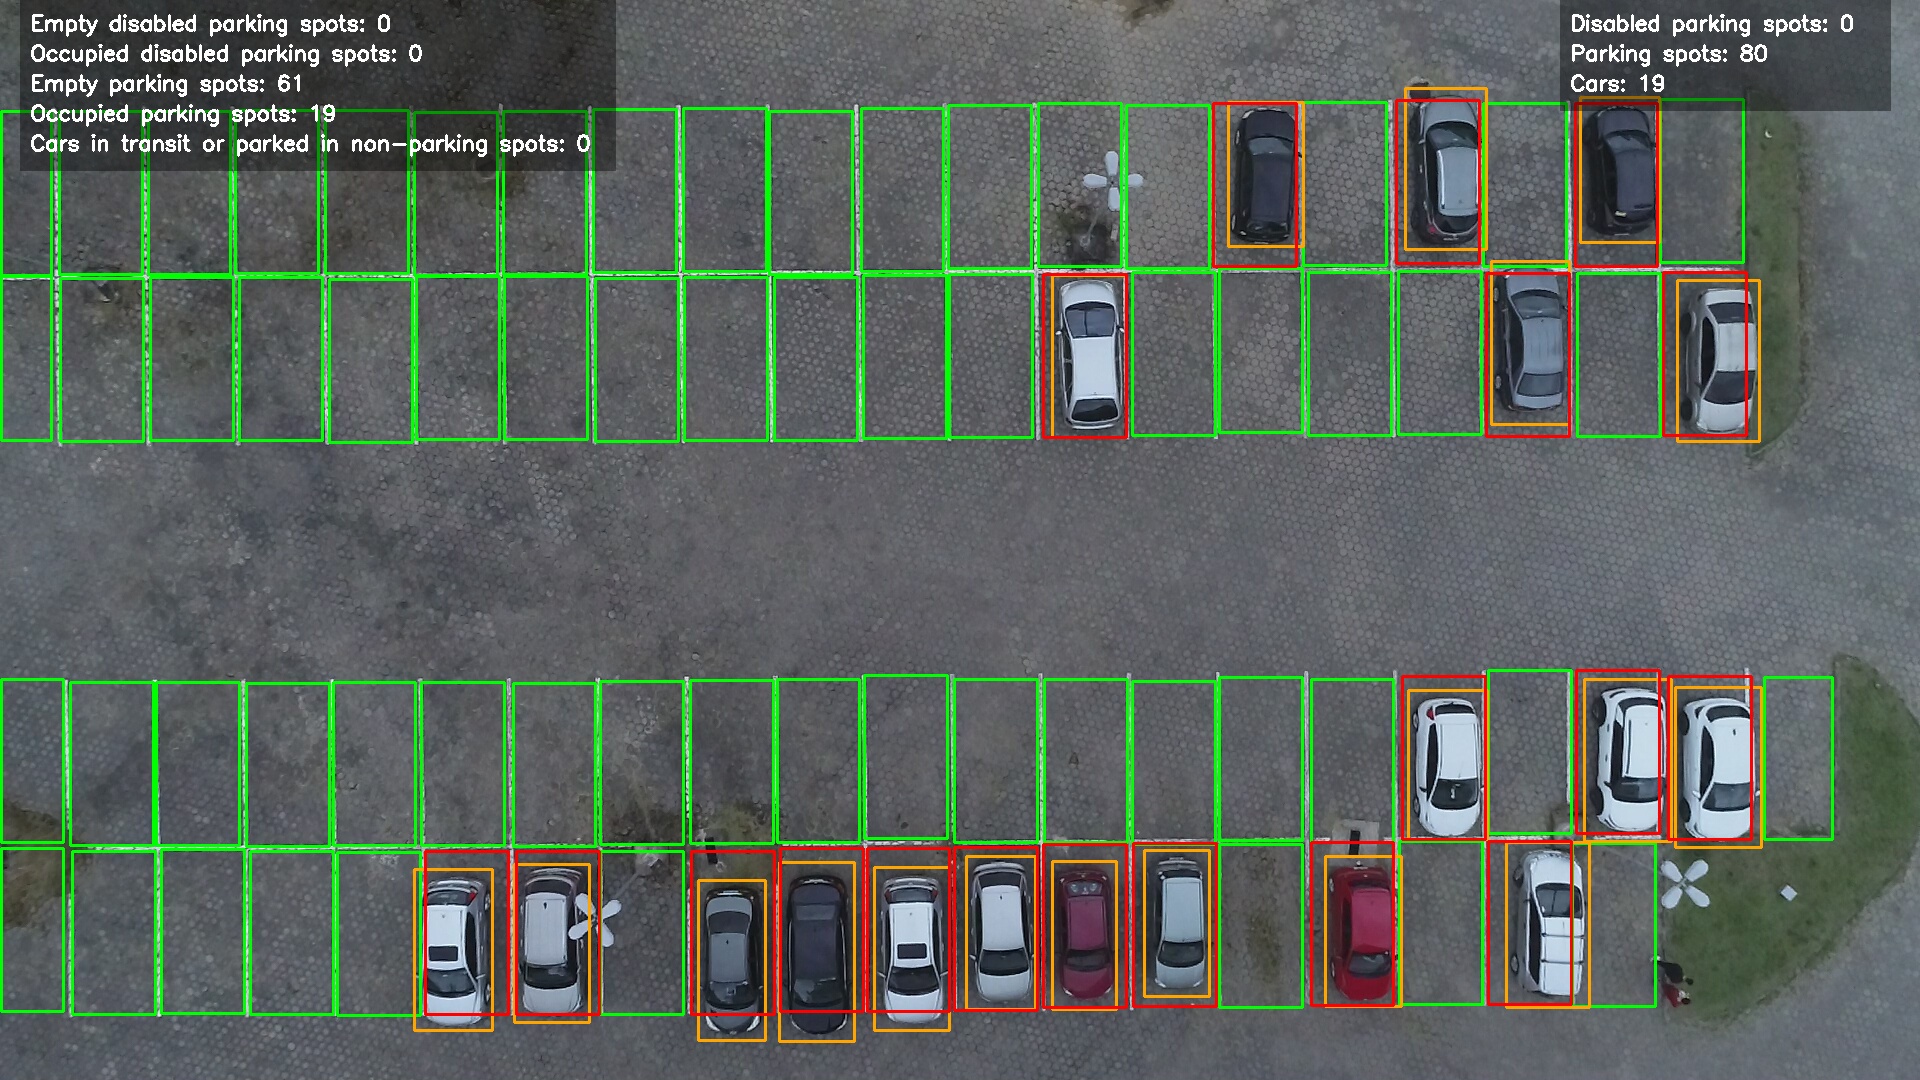 Empty disabled parking spots: 0
Occupied disabled parking spots: 0
Empty parking spots: 61
Occupied parking spots: 19
Cars in transit or parked in non-parking spots: 0
Disabled parking spots: 0
Parking spots: 80
Cars: 19